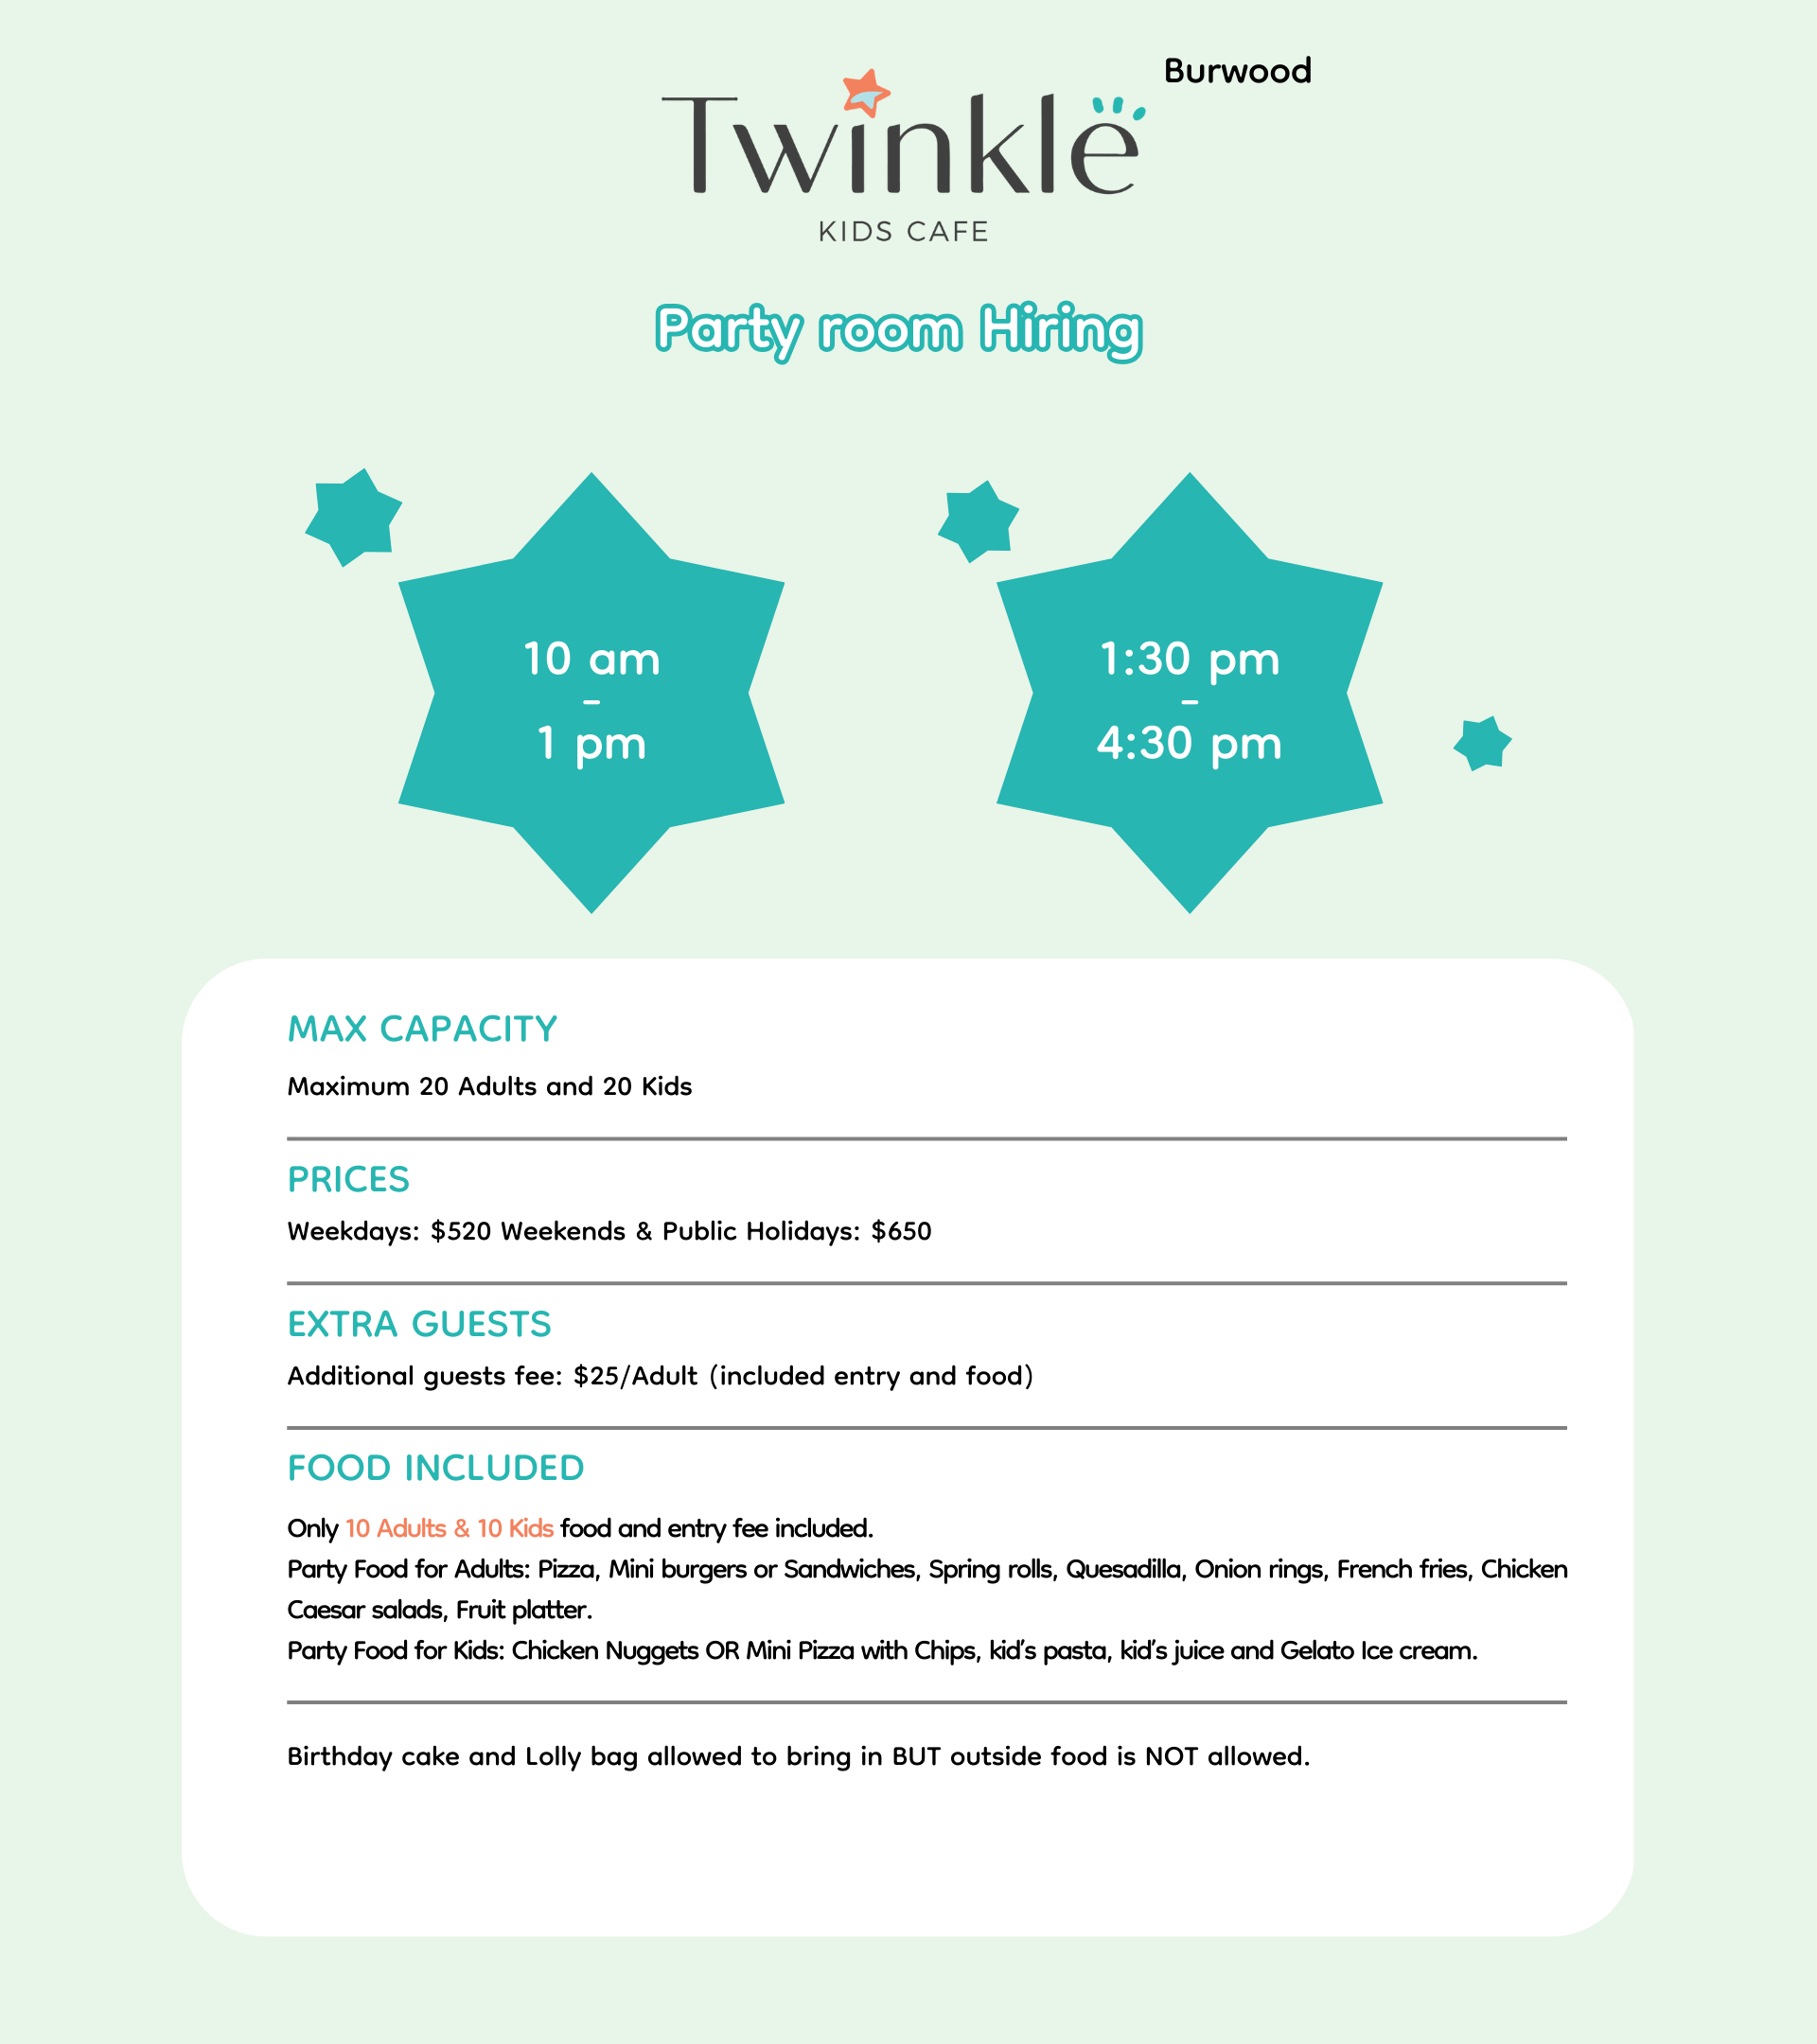 Burwood
Twinkle
KIDS CAFE
Party room Hiring
10 am
–
1 pm
1:30 pm
–
4:30 pm
MAX CAPACITY
Maximum 20 Adults and 20 Kids
PRICES
Weekdays: $520 Weekends & Public Holidays: $650
EXTRA GUESTS
Additional guests fee: $25/Adult (included entry and food)
FOOD INCLUDED
Only 10 Adults & 10 Kids food and entry fee included.
Party Food for Adults: Pizza, Mini burgers or Sandwiches, Spring rolls, Quesadilla, Onion rings, French fries, Chicken
Caesar salads, Fruit platter.
Party Food for Kids: Chicken Nuggets OR Mini Pizza with Chips, kid's pasta, kid's juice and Gelato Ice cream.
Birthday cake and Lolly bag allowed to bring in BUT outside food is NOT allowed.